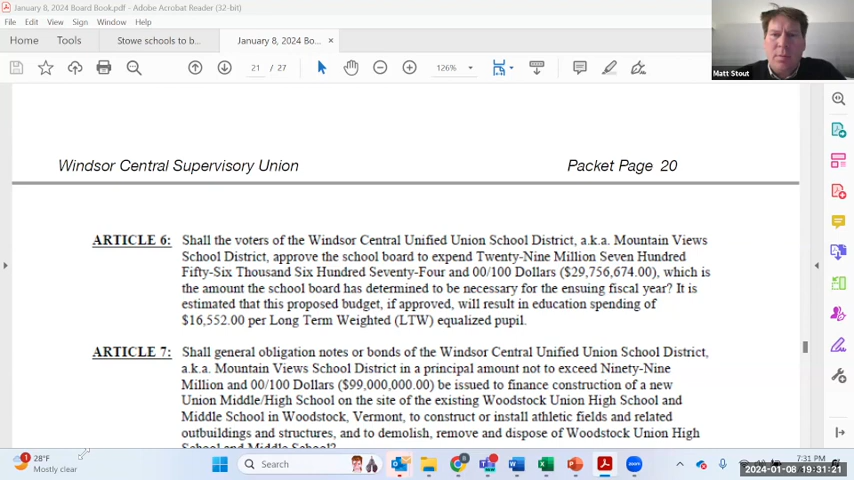 January 8, 2024 Board Book.pdf - Adobe Acrobat Reader (32-bit)
File Edit View Sign Window Help
Home Tools Stowe schools to b... January 8, 2024 Bo... ×
21 / 27 126%
Matt Stout
Windsor Central Supervisory Union Packet Page 20
ARTICLE 6: Shall the voters of the Windsor Central Unified Union School District, a.k.a. Mountain Views
School District, approve the school board to expend Twenty-Nine Million Seven Hundred
Fifty-Six Thousand Six Hundred Seventy-Four and 00/100 Dollars ($29,756,674.00), which is
the amount the school board has determined to be necessary for the ensuing fiscal year? It is
estimated that this proposed budget, if approved, will result in education spending of
$16,552.00 per Long Term Weighted (LTW) equalized pupil.
ARTICLE 7: Shall general obligation notes or bonds of the Windsor Central Unified Union School District,
a.k.a. Mountain Views School District in a principal amount not to exceed Ninety-Nine
Million and 00/100 Dollars ($99,000,000.00) be issued to finance construction of a new
Union Middle/High School on the site of the existing Woodstock Union High School and
Middle School in Woodstock, Vermont, to construct or install athletic fields and related
outbuildings and structures, and to demolish, remove and dispose of Woodstock Union High
School and Middle School?
1 28°F
Mostly clear
Search
7:31 PM
2024-01-08 19:31:21